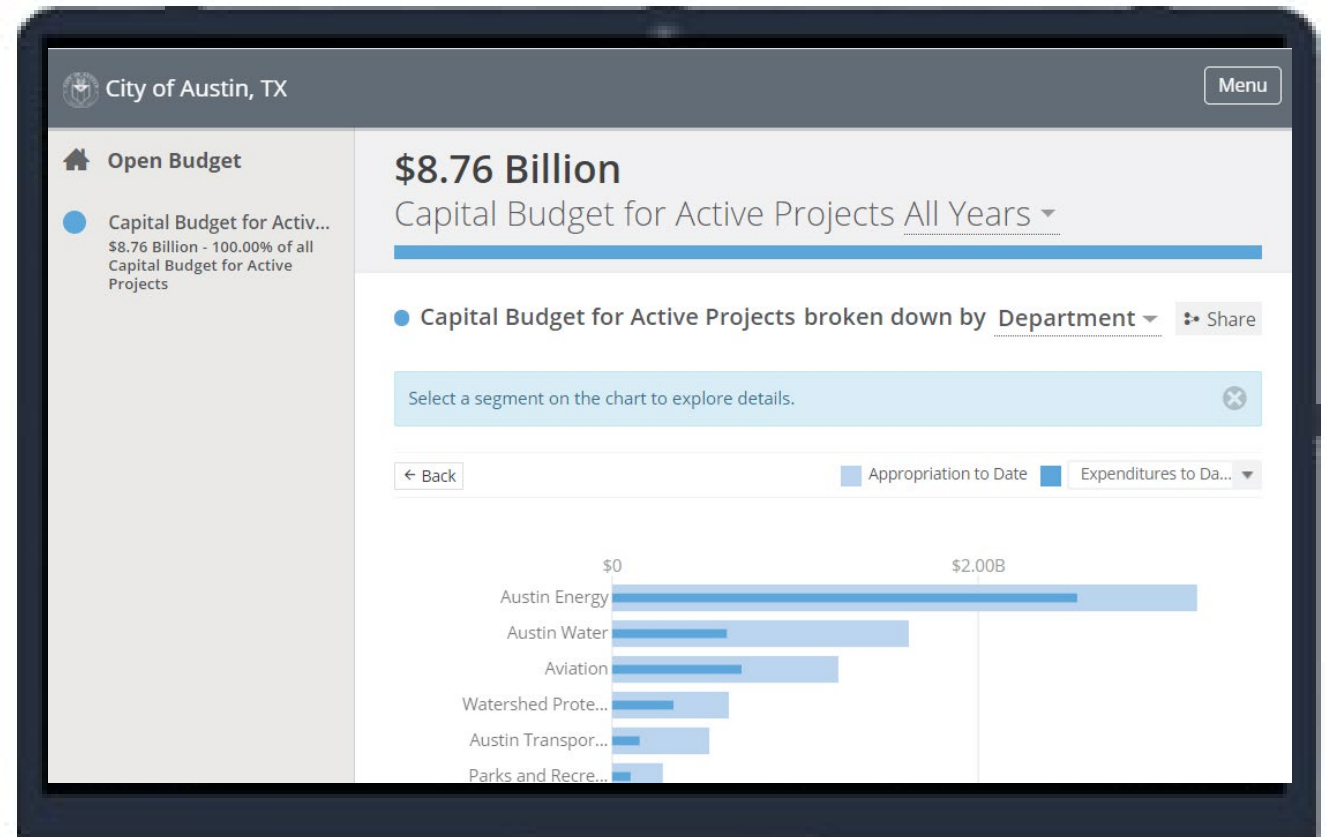 City of Austin, TX
Menu
Open Budget
Capital Budget for Activ...
$8.76 Billion - 100.00% of all
Capital Budget for Active
Projects
$8.76 Billion
Capital Budget for Active Projects All Years
Capital Budget for Active Projects broken down by Department
Share
Select a segment on the chart to explore details.
← Back
Appropriation to Date
Expenditures to Da...
$0
$2.00B
Austin Energy
Austin Water
Aviation
Watershed Prote...
Austin Transpor...
Parks and Recre...